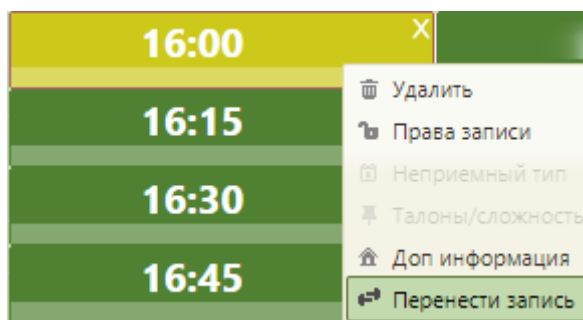 16:00 X
Удалить
16:15
Права записи
Неприемный тип
16:30
Талоны/сложность
Доп информация
16:45
Перенести запись